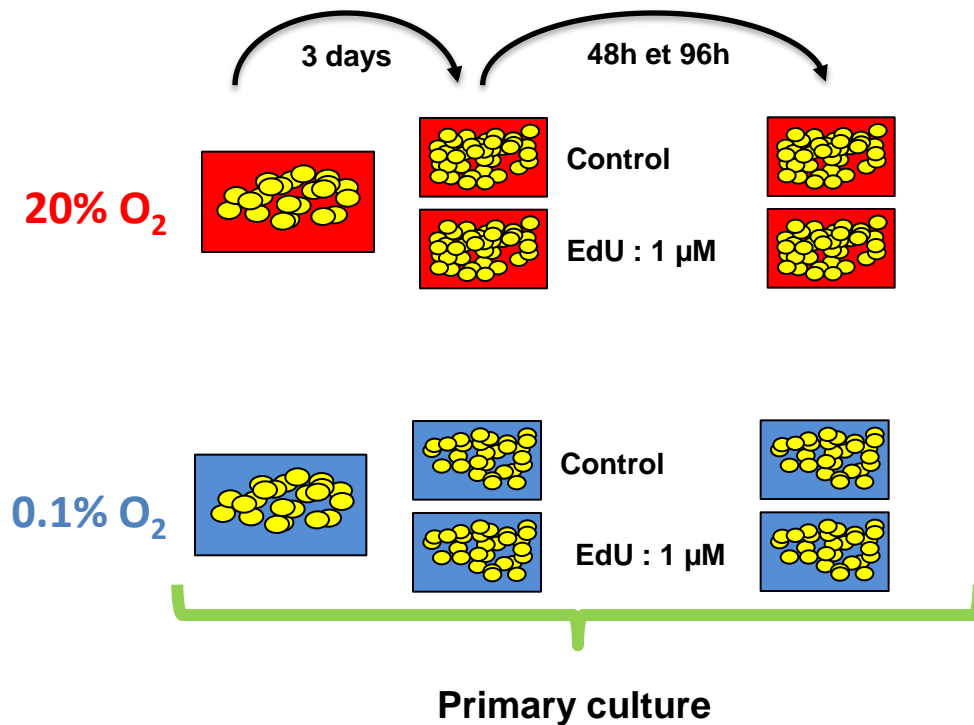 3 days
48h et 96h
20% O₂
Control
EdU : 1 µM
0.1% O₂
Control
EdU : 1 µM
Primary culture